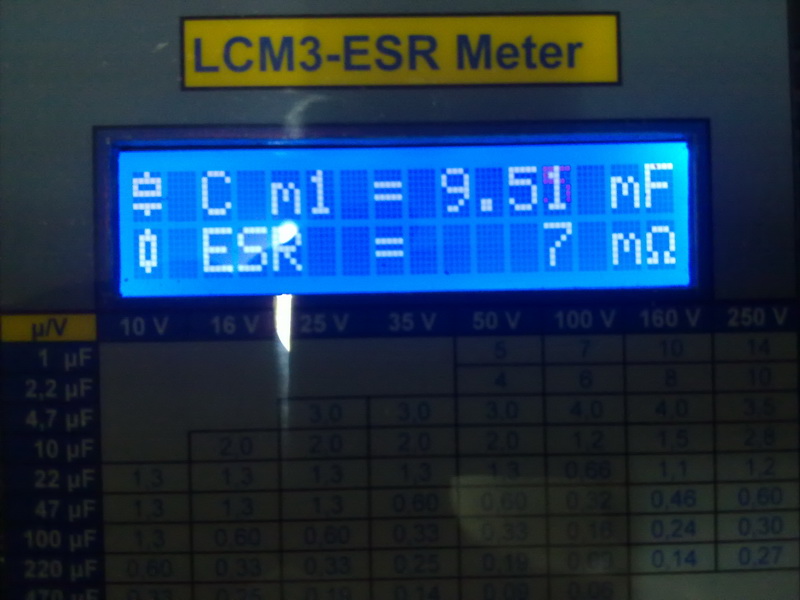 LCM3-ESR Meter
C m1 = 9.51 mF
ESR = 7 mΩ
µ/V 10 V 16 V 25 V 35 V 50 V 100 V 160 V 250 V
1 µF 5 7 10 14
2,2 µF 4 6 8 10
4,7 µF 3,0 3,0 3,0 4,0 4,0 3,5
10 µF 2,0 2,0 2,0 2,0 1,2 1,5 2,8
22 µF 1,3 1,3 1,3 1,3 1,3 0,66 1,1 1,2
47 µF 1,3 1,3 1,3 0,60 0,60 0,32 0,46 0,60
100 µF 1,3 0,60 0,60 0,33 0,33 0,16 0,24 0,30
220 µF 0,60 0,33 0,33 0,25 0,19 0,14 0,27
470 µF